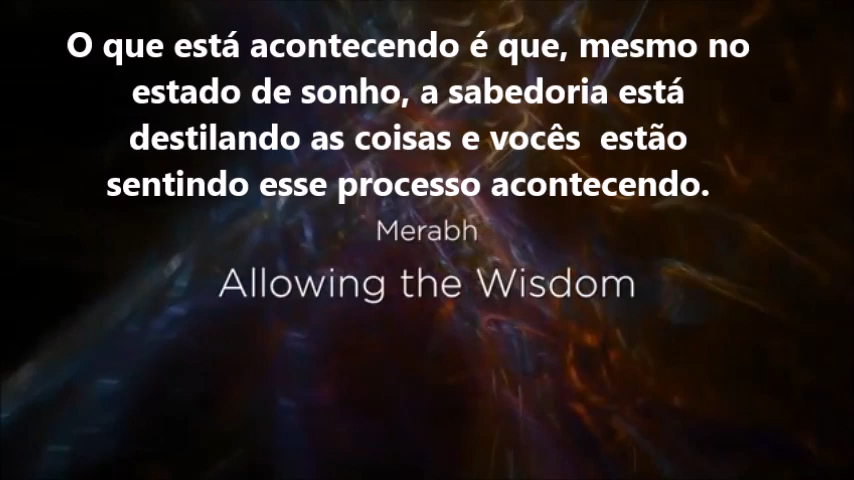 O que está acontecendo é que, mesmo no
estado de sonho, a sabedoria está
destilando as coisas e vocês  estão
sentindo esse processo acontecendo.
Merabh
Allowing the Wisdom